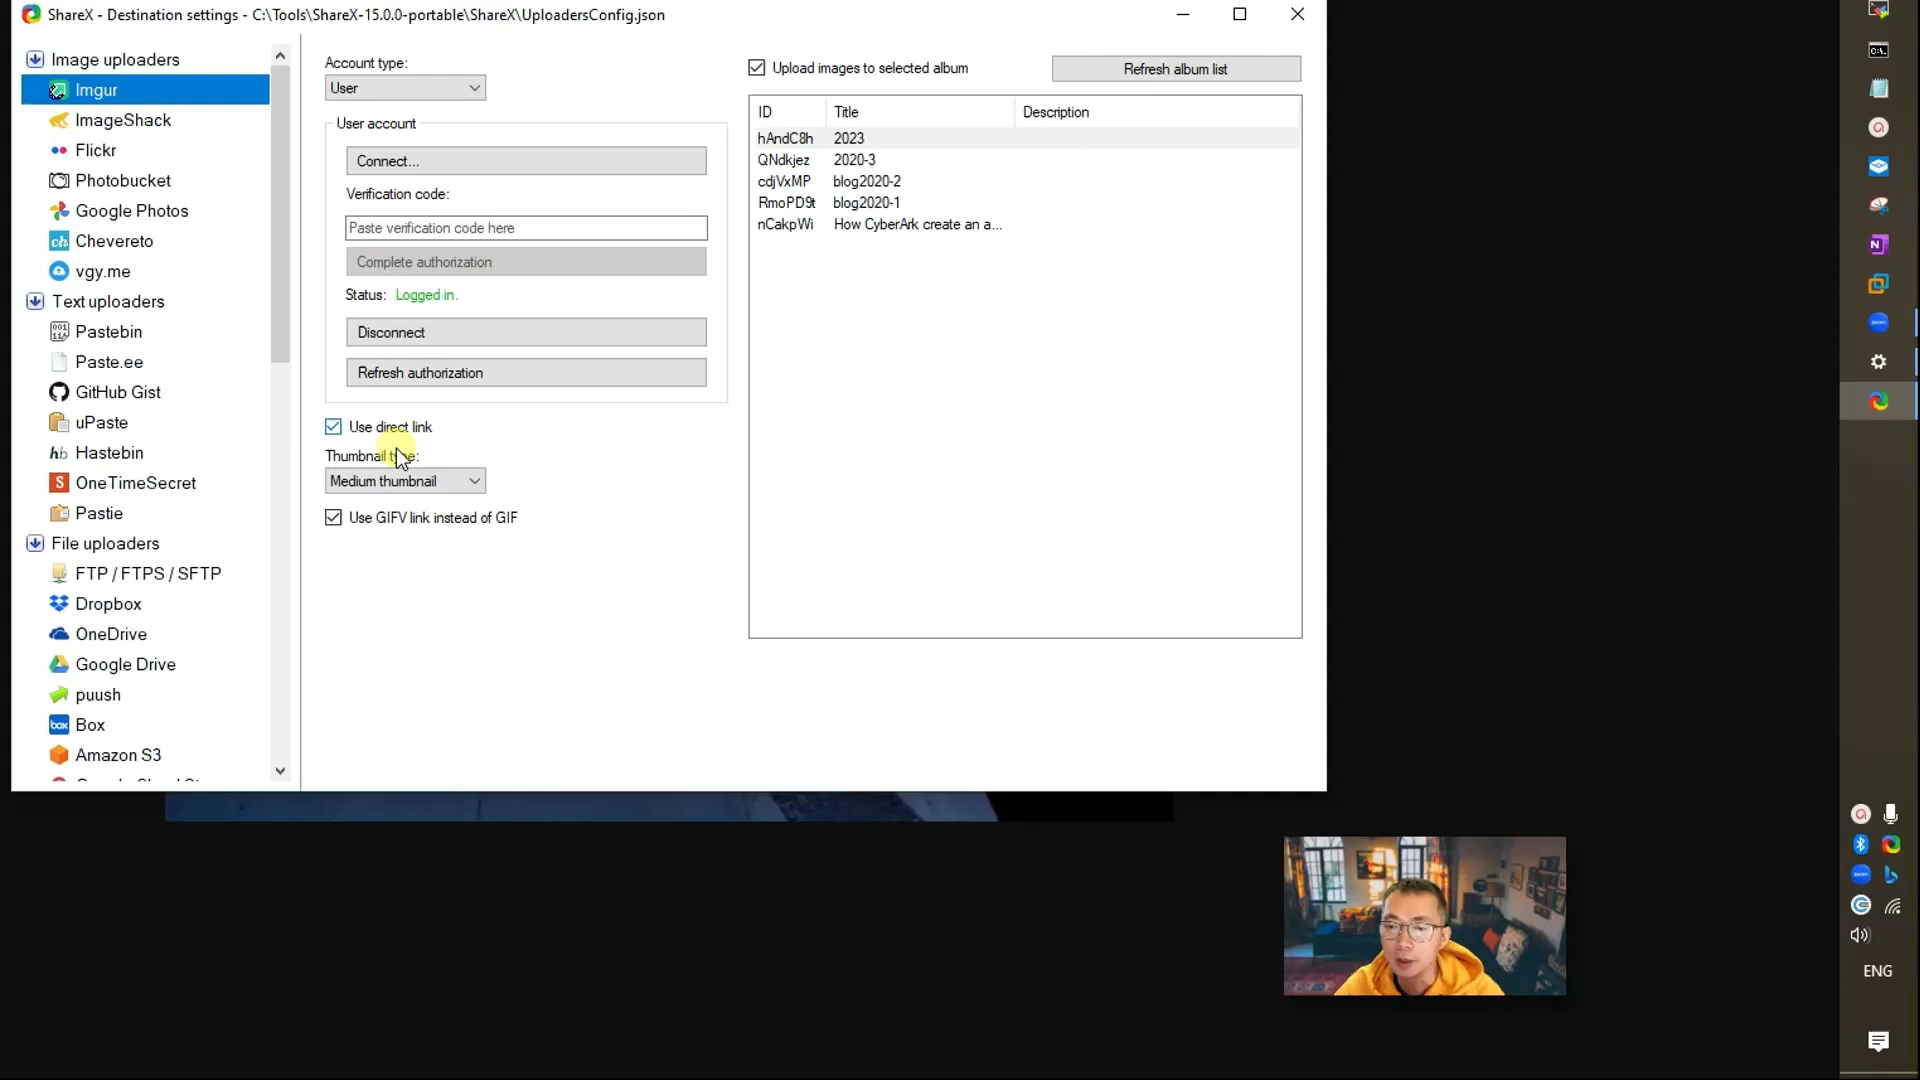 ShareX - Destination settings - C:\Tools\ShareX-15.0.0-portable\ShareX\UploadersConfig.json
Image uploaders
Imgur
ImageShack
Flickr
Photobucket
Google Photos
Chevereto
vgy.me
Text uploaders
Pastebin
Paste.ee
GitHub Gist
uPaste
Hastebin
OneTimeSecret
Pastie
File uploaders
FTP / FTPS / SFTP
Dropbox
OneDrive
Google Drive
puush
Box
Amazon S3
Account type:
User
User account
Connect...
Verification code:
Paste verification code here
Complete authorization
Status: Logged in.
Disconnect
Refresh authorization
Use direct link
Thumbnail type:
Medium thumbnail
Use GIFV link instead of GIF
Upload images to selected album
Refresh album list
ID Title Description
hAndC8h 2023
QNdkjez 2020-3
cdjVxMP blog2020-2
RmoPD9t blog2020-1
nCakpWi How CyberArk create an a...
ENG